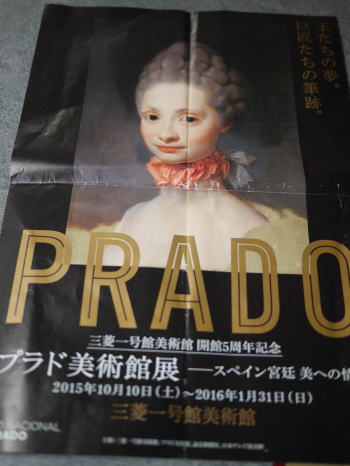 王たちの夢。
巨匠たちの筆跡。
PRADO
三菱一号館美術館 開館5周年記念
プラド美術館展——スペイン宮廷 美への情
2015年10月10日(土)~2016年1月31日(日)
三菱一号館美術館
NACIONAL
RADO